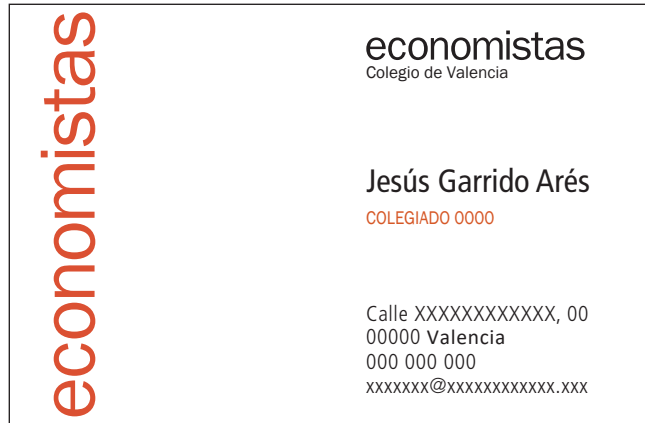 economistas
economistas
Colegio de Valencia
Jesús Garrido Arés
COLEGIADO 0000
Calle XXXXXXXXXXXX, 00
00000 Valencia
000 000 000
xxxxxxx@xxxxxxxxxxxx.xxx